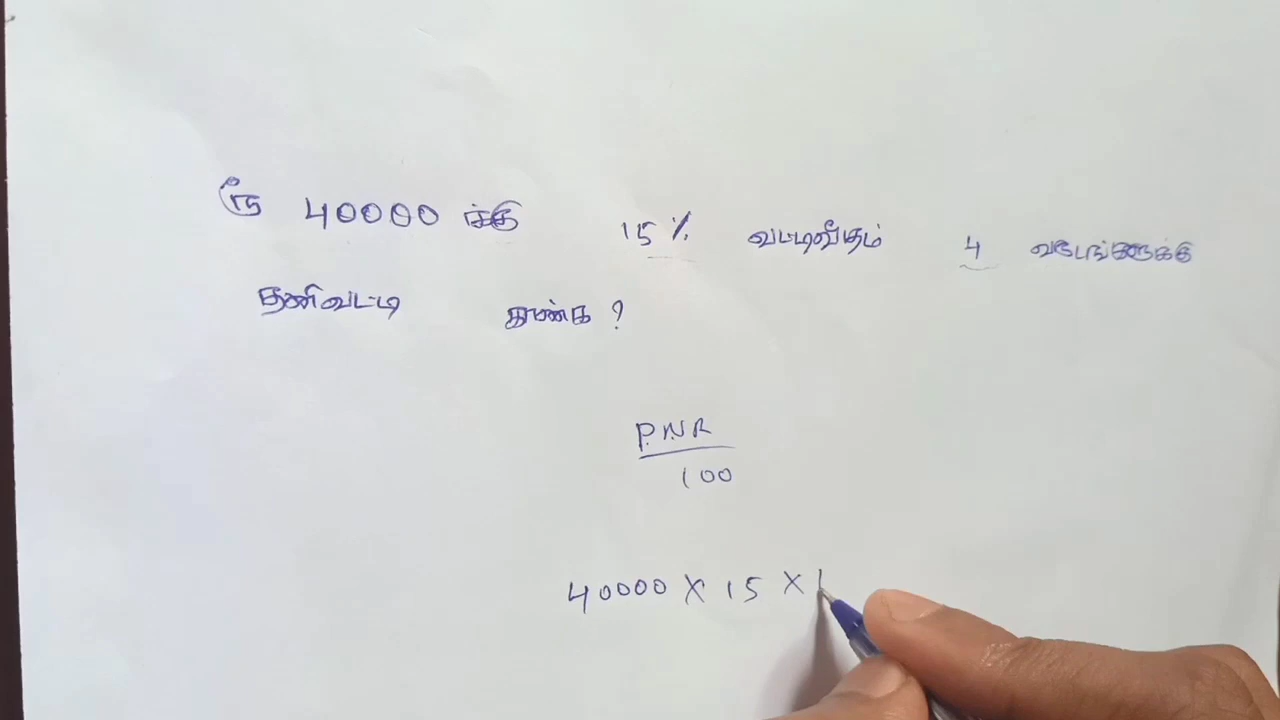 ரூ 40000 க்கு 15% வட்டிவீதம் 4 வருடங்களுக்கு
தனிவட்டி காண்க ?
PNR
100
40000 × 15 ×